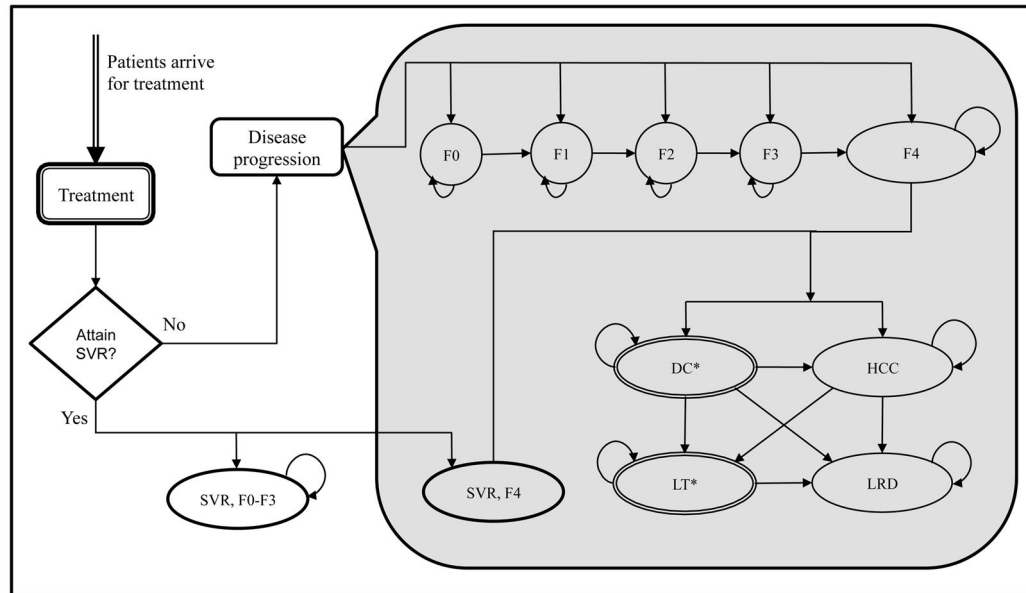 Patients arrive
for treatment
Treatment
Disease
progression
F0
F1
F2
F3
F4
Attain
SVR?
No
Yes
DC*
HCC
SVR, F0-F3
SVR, F4
LT*
LRD